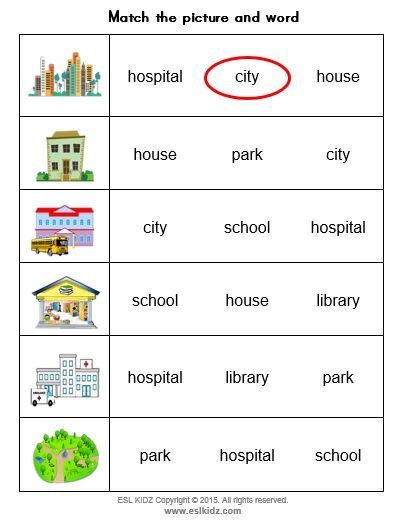 Match the picture and word
hospital city house
house park city
city school hospital
school house library
hospital library park
park hospital school
ESL KIDZ Copyright © 2015. All rights reserved.
www.eslkidz.com